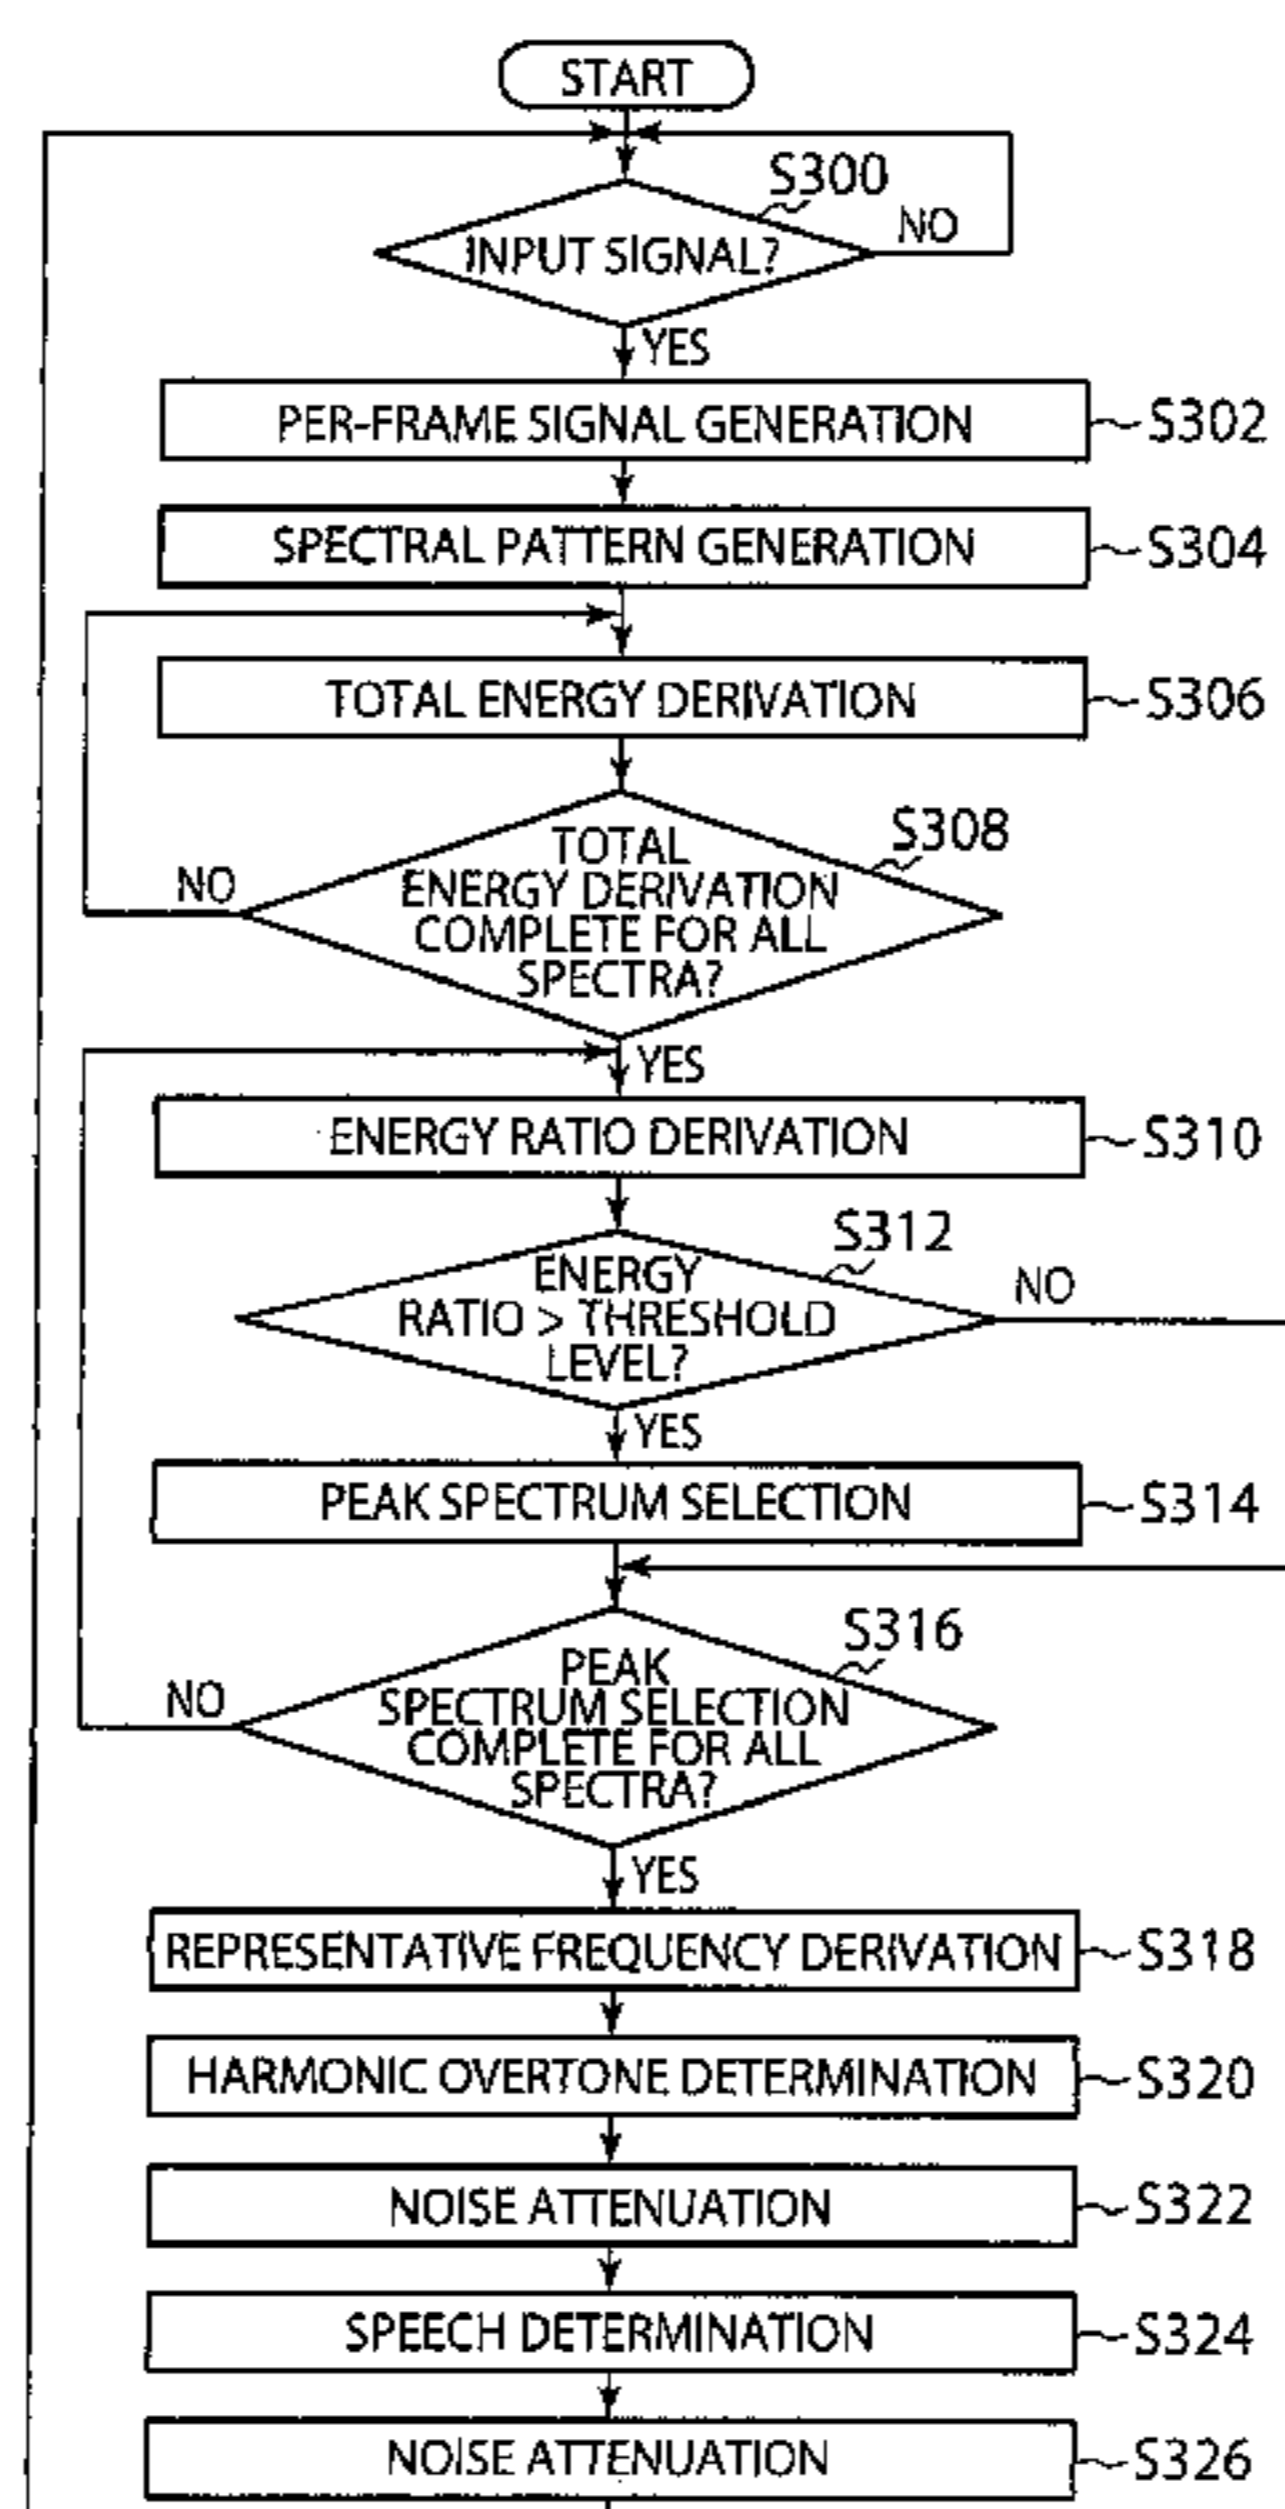 START
S300
INPUT SIGNAL?
NO
YES
PER-FRAME SIGNAL GENERATION
S302
SPECTRAL PATTERN GENERATION
S304
TOTAL ENERGY DERIVATION
S306
S308
TOTAL
ENERGY DERIVATION
COMPLETE FOR ALL
SPECTRA?
NO
YES
ENERGY RATIO DERIVATION
S310
S312
ENERGY
RATIO > THRESHOLD
LEVEL?
NO
YES
PEAK SPECTRUM SELECTION
S314
S316
PEAK
SPECTRUM SELECTION
COMPLETE FOR ALL
SPECTRA?
NO
YES
REPRESENTATIVE FREQUENCY DERIVATION
S318
HARMONIC OVERTONE DETERMINATION
S320
NOISE ATTENUATION
S322
SPEECH DETERMINATION
S324
NOISE ATTENUATION
S326